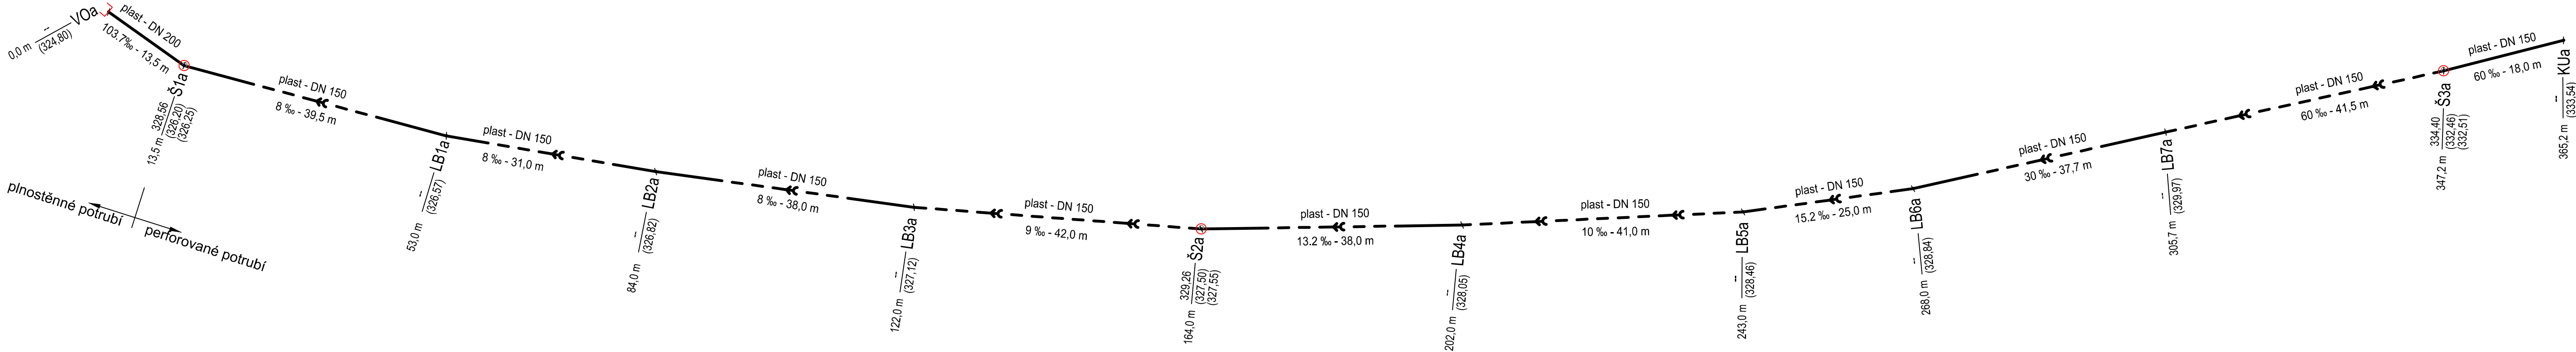 VOa
0,0 m
--
(324,80)
plast - DN 200
103.7‰ - 13,5 m
Š1a
13,5 m
328,56
(326,20)
(326,25)
plnostěnné potrubí
perforované potrubí
plast - DN 150
8 ‰ - 39,5 m
LB1a
53,0 m
--
(326,57)
plast - DN 150
8 ‰ - 31,0 m
LB2a
84,0 m
--
(326,82)
plast - DN 150
8 ‰ - 38,0 m
LB3a
122,0 m
--
(327,12)
plast - DN 150
9 ‰ - 42,0 m
Š2a
164,0 m
329,26
(327,50)
(327,55)
plast - DN 150
13.2 ‰ - 38,0 m
LB4a
202,0 m
--
(328,05)
plast - DN 150
10 ‰ - 41,0 m
LB5a
243,0 m
--
(328,46)
plast - DN 150
15.2 ‰ - 25,0 m
LB6a
268,0 m
--
(328,84)
plast - DN 150
30 ‰ - 37,7 m
LB7a
305,7 m
--
(329,97)
plast - DN 150
60 ‰ - 41,5 m
Š3a
347,2 m
334,40
(332,46)
(332,51)
plast - DN 150
60 ‰ - 18,0 m
KUa
365,2 m
--
(333,54)